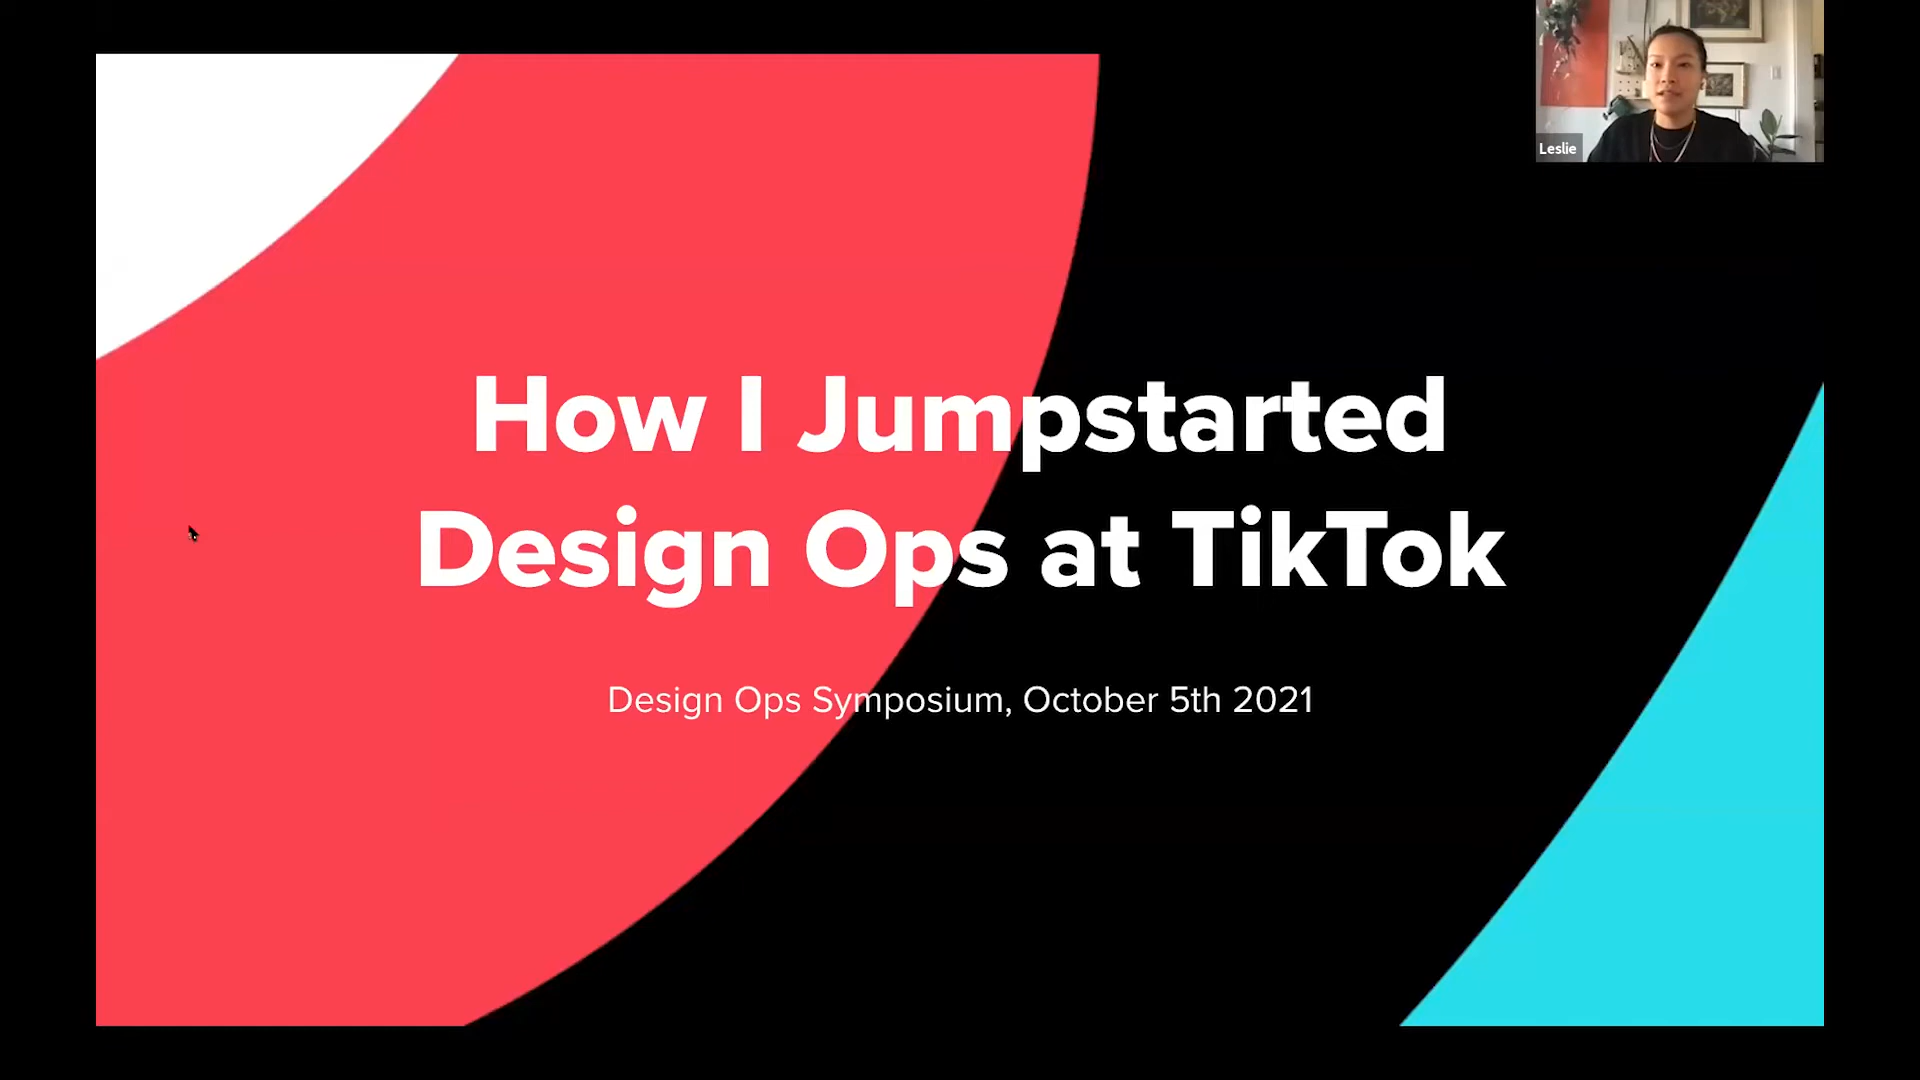 Leslie
How I Jumpstarted
Design Ops at TikTok
Design Ops Symposium, October 5th 2021